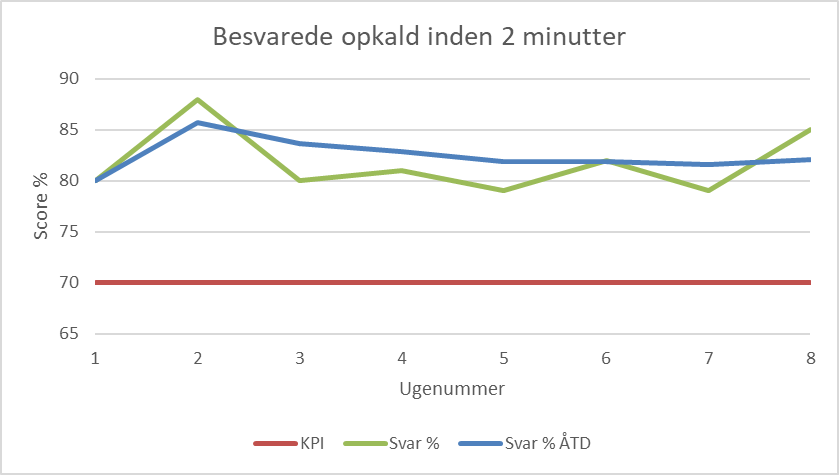 Besvarede opkald inden 2 minutter
90
85
80
75
70
65
Score %
1 2 3 4 5 6 7 8
Ugenummer
KPI Svar % Svar % ÅTD